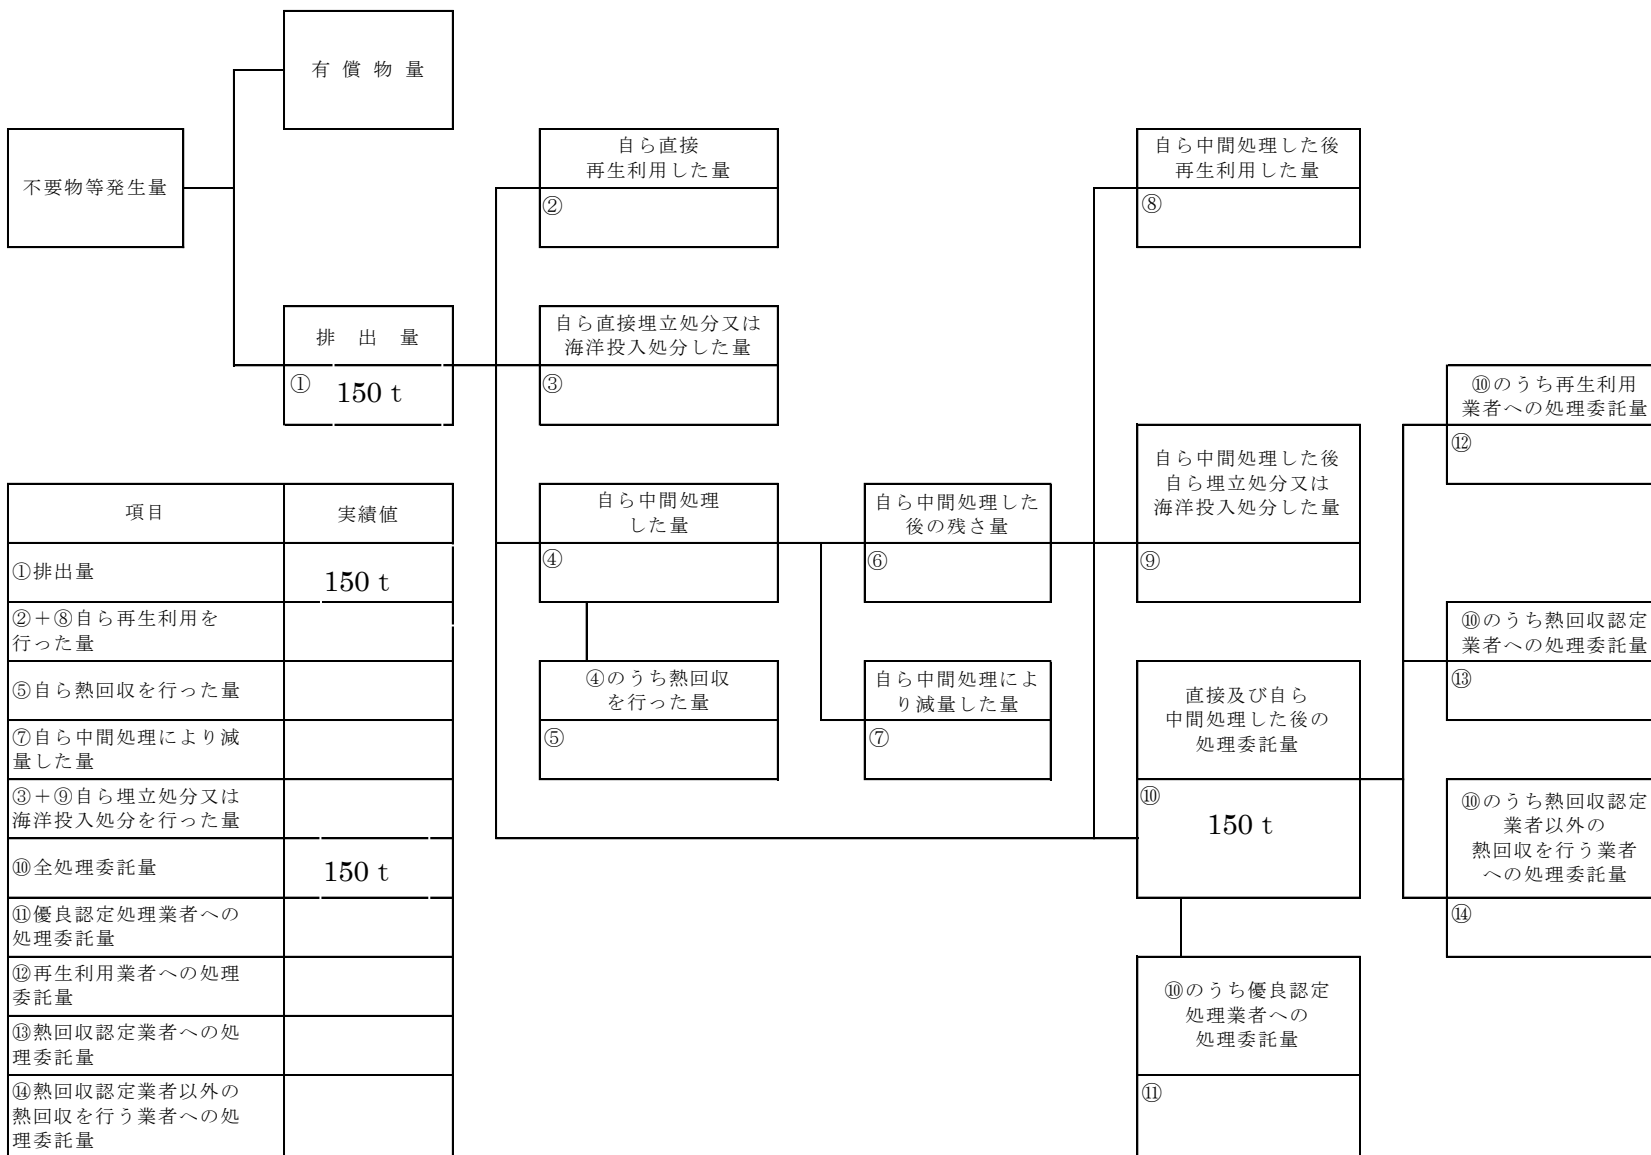 有償物量
不要物等発生量
自ら直接
再生利用した量
②
自ら中間処理した後
再生利用した量
⑧
排出量
① 150 t
自ら直接埋立処分又は
海洋投入処分した量
③
⑩のうち再生利用
業者への処理委託量
⑫
自ら中間処理
した量
④
自ら中間処理した
後の残さ量
⑥
自ら中間処理した後
自ら埋立処分又は
海洋投入処分した量
⑨
⑩のうち熱回収認定
業者への処理委託量
⑬
④のうち熱回収
を行った量
⑤
自ら中間処理によ
り減量した量
⑦
直接及び自ら
中間処理した後の
処理委託量
⑩
150 t
⑩のうち熱回収認定
業者以外の
熱回収を行う業者
への処理委託量
⑭
⑩のうち優良認定
処理業者への
処理委託量
⑪
項目 実績値
①排出量 150 t
②+⑧自ら再生利用を
行った量
⑤自ら熱回収を行った量
⑦自ら中間処理により減
量した量
③+⑨自ら埋立処分又は
海洋投入処分を行った量
⑩全処理委託量 150 t
⑪優良認定処理業者への
処理委託量
⑫再生利用業者への処理
委託量
⑬熱回収認定業者への処
理委託量
⑭熱回収認定業者以外の
熱回収を行う業者への処
理委託量